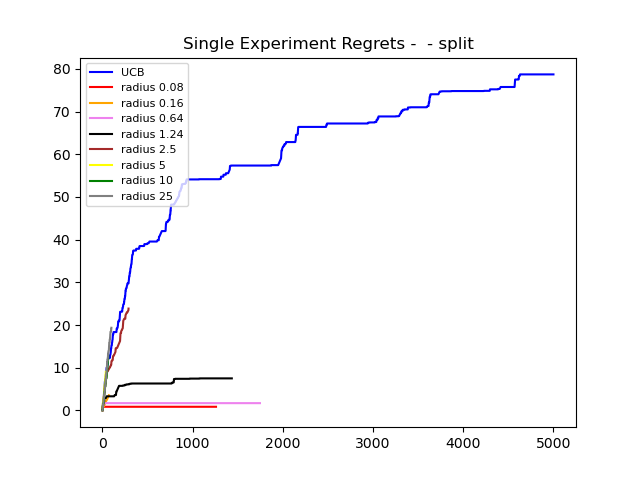 Single Experiment Regrets -  - split
UCB
radius 0.08
radius 0.16
radius 0.64
radius 1.24
radius 2.5
radius 5
radius 10
radius 25
80
70
60
50
40
30
20
10
0
0 1000 2000 3000 4000 5000